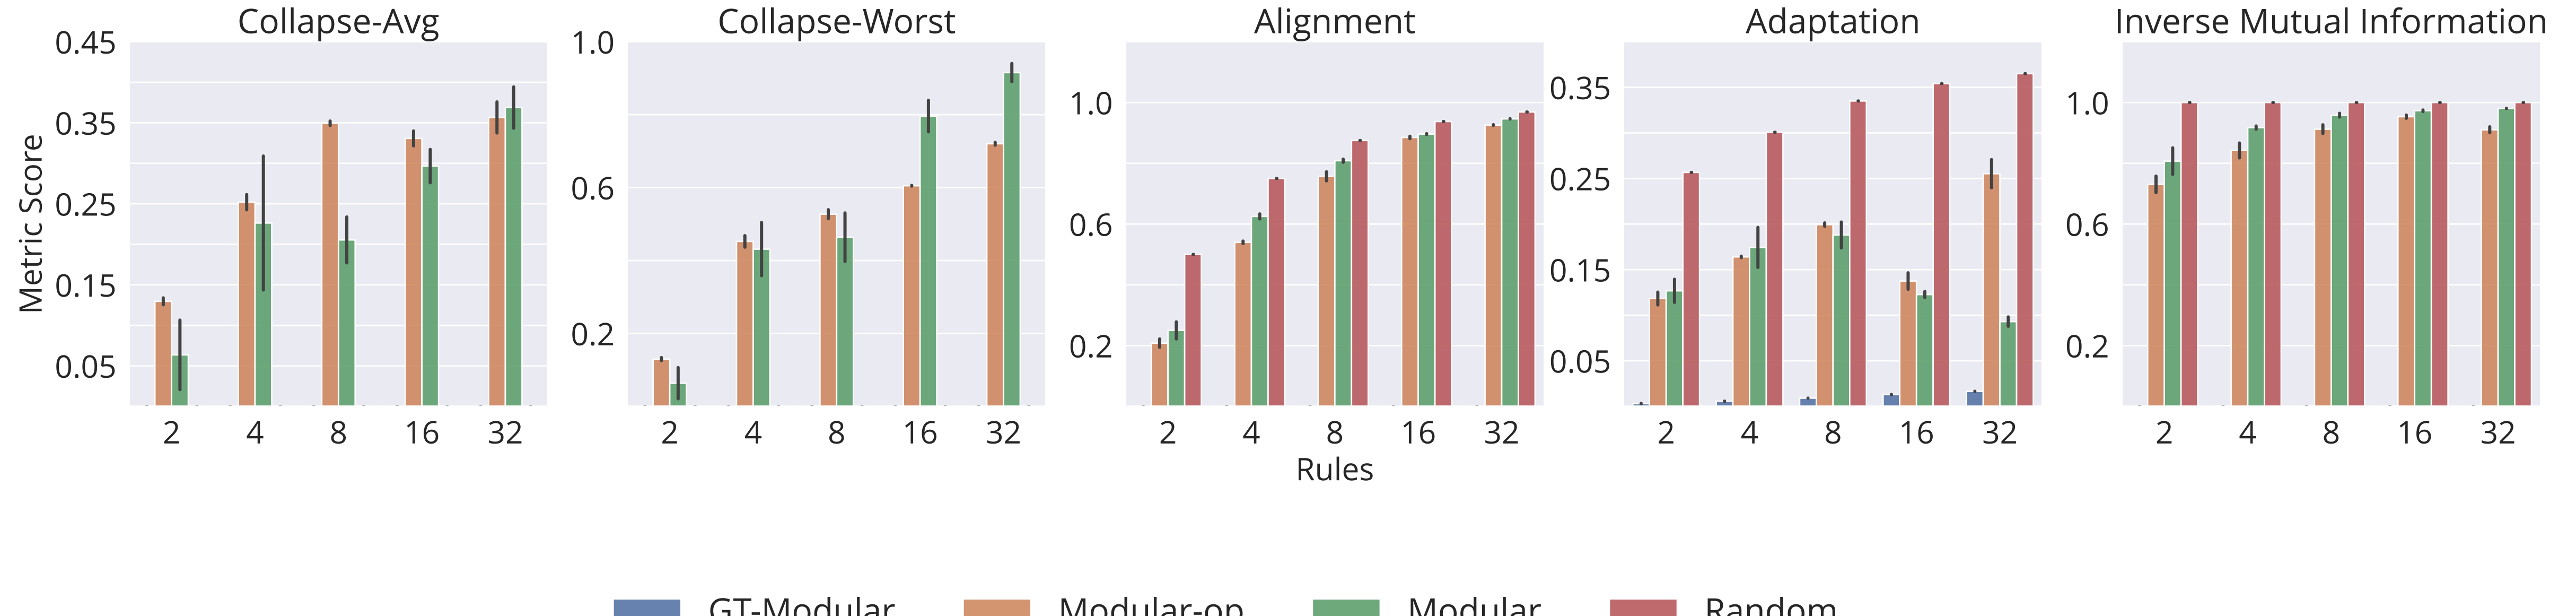 Collapse-Avg Collapse-Worst Alignment Adaptation Inverse Mutual Information
Metric Score
0.45
0.35
0.25
0.15
0.05
2 4 8 16 32
1.0
0.6
0.2
2 4 8 16 32
1.0
0.6
0.2
2 4 8 16 32
0.35
0.25
0.15
0.05
2 4 8 16 32
1.0
0.6
0.2
2 4 8 16 32
Rules
GT-Modular Modular-op Modular Random